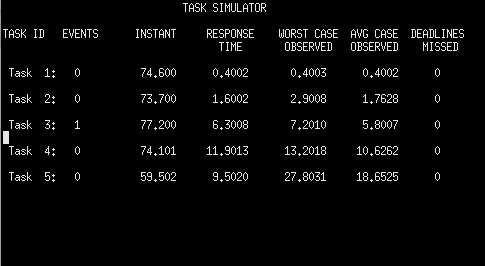 TASK SIMULATOR
TASK ID EVENTS INSTANT RESPONSE TIME WORST CASE OBSERVED AVG CASE OBSERVED DEADLINES MISSED
Task 1: 0 74.600 0.4002 0.4003 0.4002 0
Task 2: 0 73.700 1.6002 2.9008 1.7628 0
Task 3: 1 77.200 6.3008 7.2010 5.8007 0
Task 4: 0 74.101 11.9013 13.2018 10.6262 0
Task 5: 0 59.502 9.5020 27.8031 18.6525 0